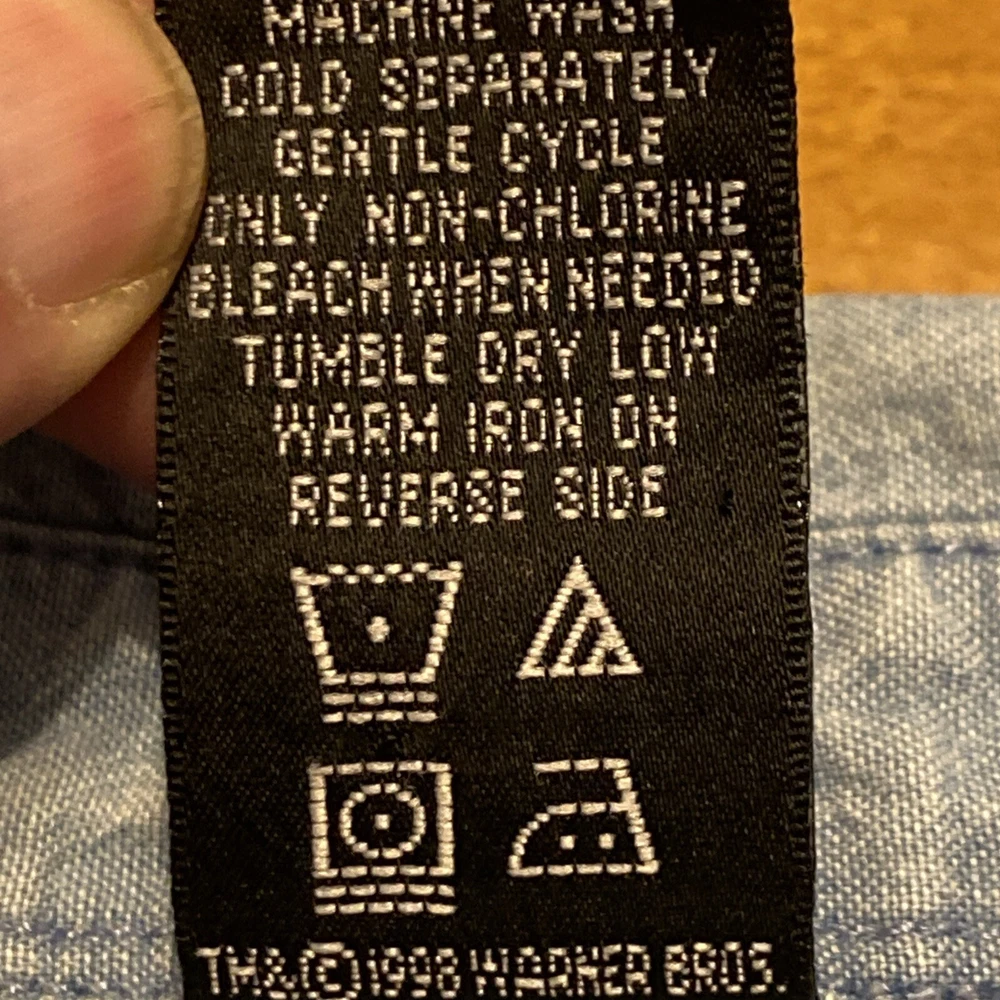 MACHINE WASH
COLD SEPARATELY
GENTLE CYCLE
ONLY NON-CHLORINE
BLEACH WHEN NEEDED
TUMBLE DRY LOW
WARM IRON ON
REVERSE SIDE
TM&©1998 WARNER BROS.